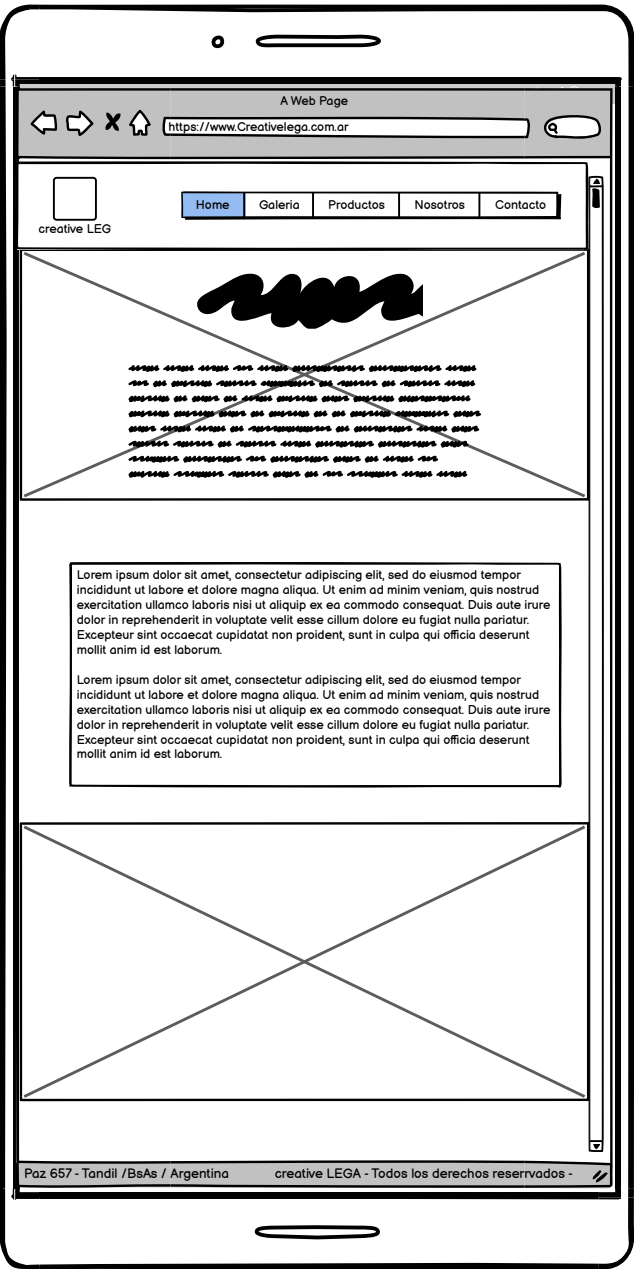 A Web Page
https://www.Creativelega.com.ar
Home Galeria Productos Nosotros Contacto
creative LEG
Lorem ipsum dolor sit amet, consectetur adipiscing elit, sed do eiusmod tempor
incididunt ut labore et dolore magna aliqua. Ut enim ad minim veniam, quis nostrud
exercitation ullamco laboris nisi ut aliquip ex ea commodo consequat. Duis aute irure
dolor in reprehenderit in voluptate velit esse cillum dolore eu fugiat nulla pariatur.
Excepteur sint occaecat cupidatat non proident, sunt in culpa qui officia deserunt
mollit anim id est laborum.
Lorem ipsum dolor sit amet, consectetur adipiscing elit, sed do eiusmod tempor
incididunt ut labore et dolore magna aliqua. Ut enim ad minim veniam, quis nostrud
exercitation ullamco laboris nisi ut aliquip ex ea commodo consequat. Duis aute irure
dolor in reprehenderit in voluptate velit esse cillum dolore eu fugiat nulla pariatur.
Excepteur sint occaecat cupidatat non proident, sunt in culpa qui officia deserunt
mollit anim id est laborum.
Paz 657 - Tandil /BsAs / Argentina creative LEGA - Todos los derechos reserrvados -